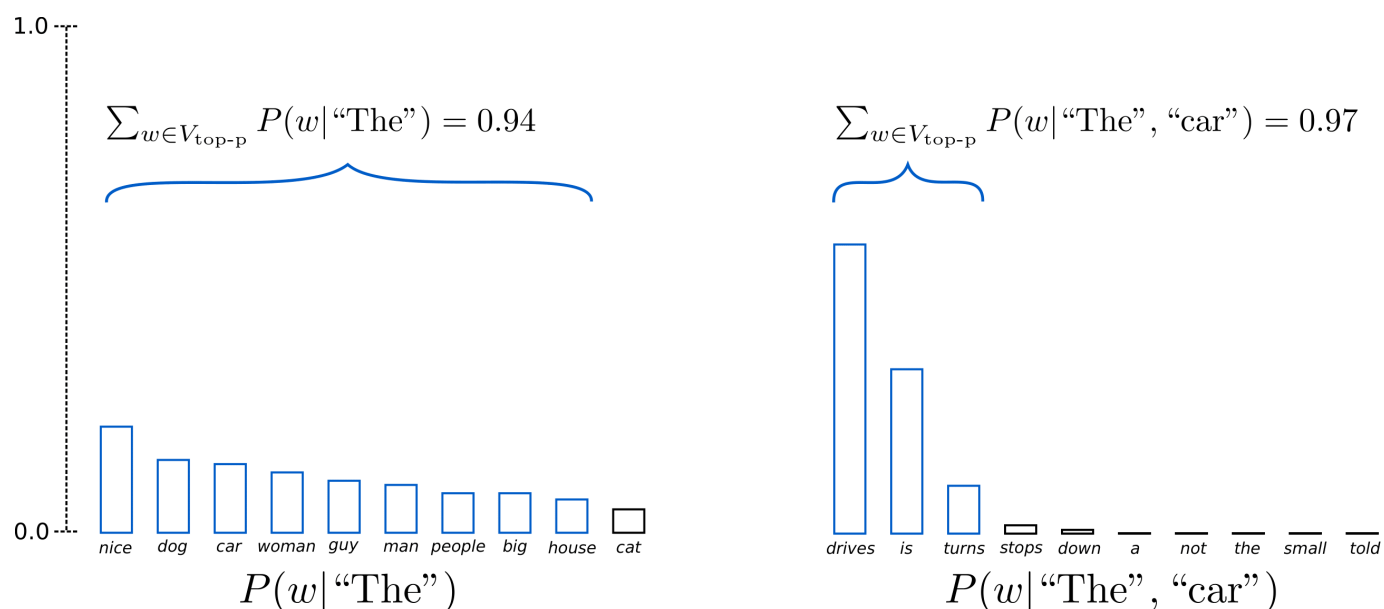 1.0
∑w∈Vtop-p P(w|“The”) = 0.94
∑w∈Vtop-p P(w|“The”, “car”) = 0.97
0.0
nice dog car woman guy man people big house cat
drives is turns stops down a not the small told
P(w|“The”)
P(w|“The”, “car”)